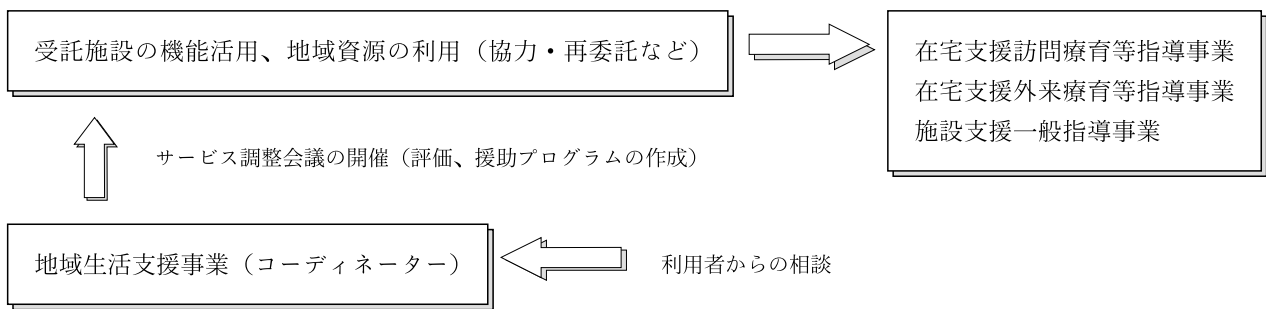 受託施設の機能活用、地域資源の利用（協力・再委託など）
在宅支援訪問療育等指導事業
在宅支援外来療育等指導事業
施設支援一般指導事業
サービス調整会議の開催（評価、援助プログラムの作成）
地域生活支援事業（コーディネーター）
利用者からの相談